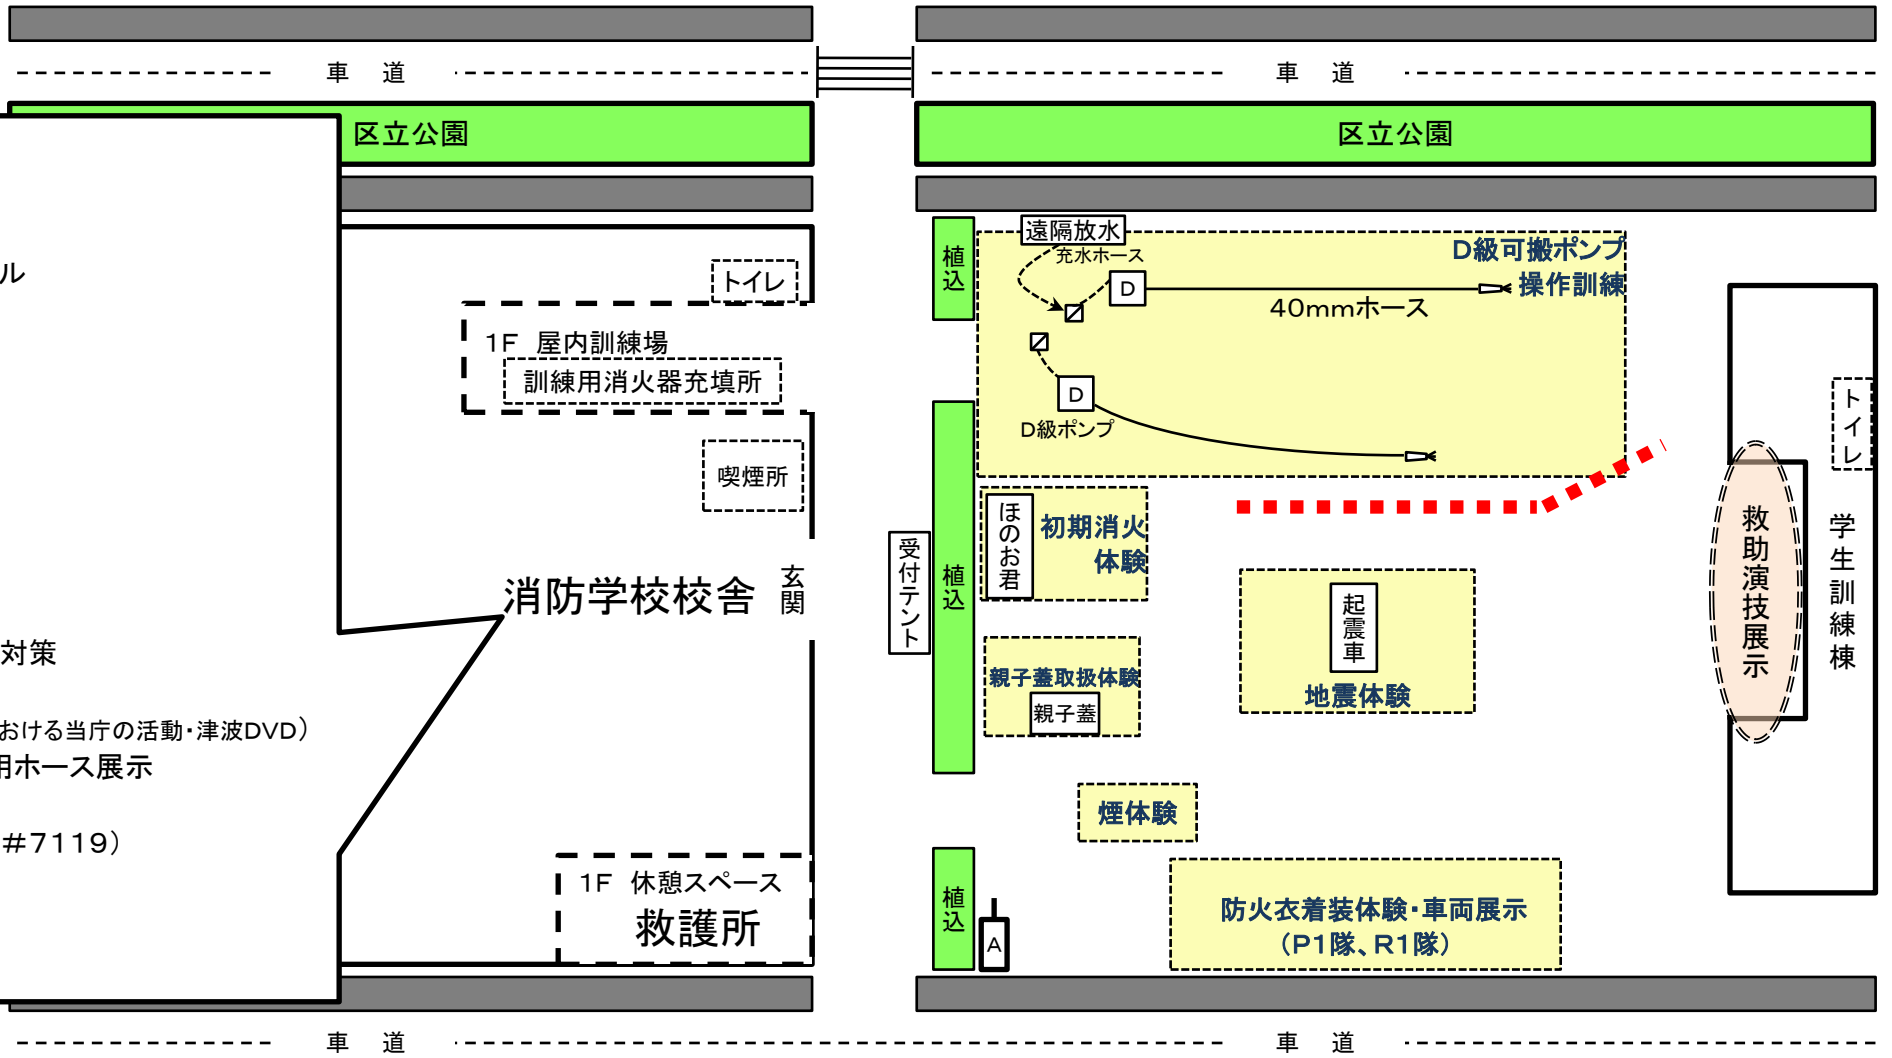 車　道
車　道
区立公園
区立公園
ル
対策
おける当庁の活動・津波DVD）
用ホース展示
＃7119）
トイレ
1F　屋内訓練場
訓練用消火器充填所
喫煙所
消防学校校舎
玄関
1F　休憩スペース
救護所
受付テント
植込
植込
植込
遠隔放水
充水ホース
D
D級可搬ポンプ
操作訓練
40mmホース
D
D級ポンプ
ほのお君
初期消火
体験
親子蓋取扱体験
親子蓋
起震車
地震体験
煙体験
防火衣着装体験・車両展示
（P1隊、R1隊）
A
トイレ
救助演技展示
学生訓練棟
車　道
車　道